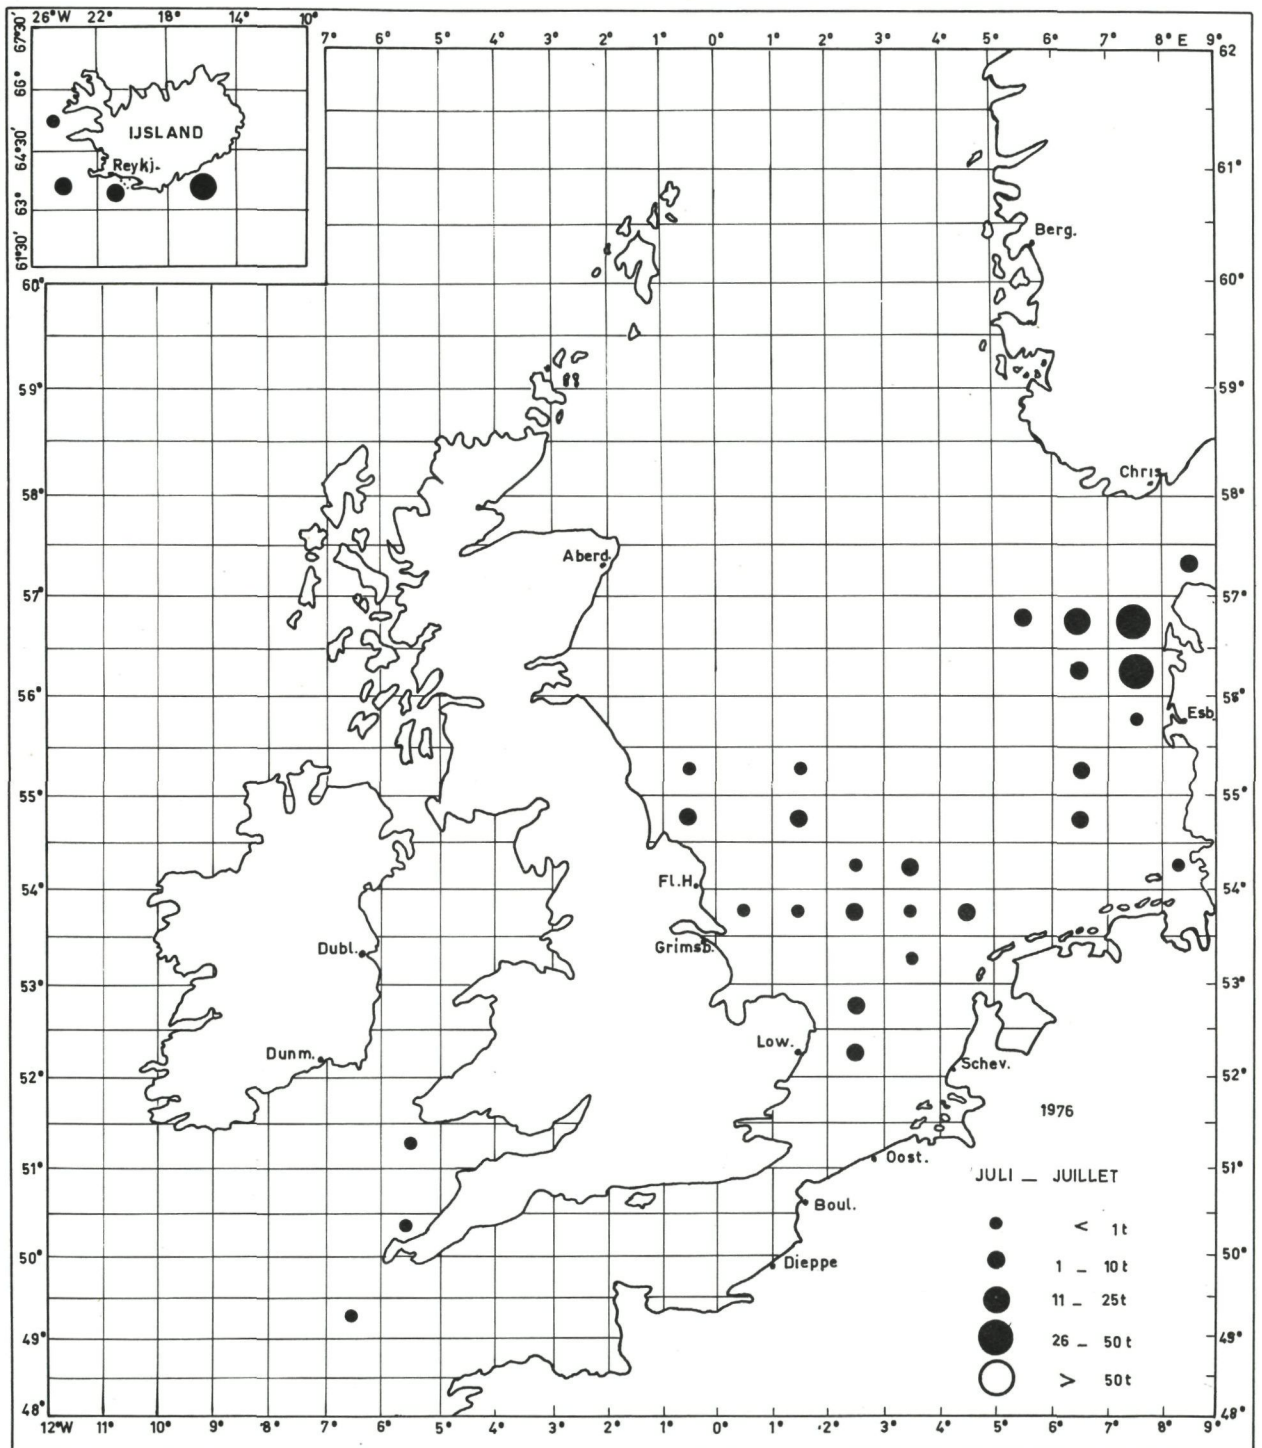 26°W 22° 18° 14° 10°
7° 6° 5° 4° 3° 2° 1° 0° 1° 2° 3° 4° 5° 6° 7° 8° E 9°
67°30'
66°
64°30'
63°
61°30'
IJSLAND
Reykj.
62
61°
Berg.
60° 60°
59° 59°
Chris
58° 58°
Aberd.
57° 57°
56° 56°
Esb
55° 55°
54° 54°
Fl.H.
Grimsb.
Dubl.
53° 53°
Low.
Dunm.
Schev.
52° 52°
1976
Oost.
51° 51°
JULI _ JUILLET
Boul.
< 1t
50° 50°
Dieppe
1 _ 10t
11 _ 25t
49° 49°
26 _ 50t
> 50t
48° 48°
12°W 11° 10° 9° 8° 7° 6° 5° 4° 3° 2° 1° 0° 1° 2° 3° 4° 5° 6° 7° 8° 9°